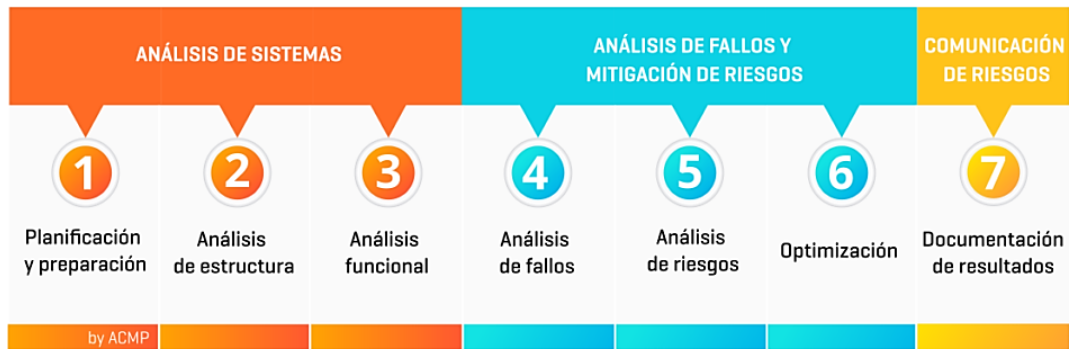 ANÁLISIS DE SISTEMAS
ANÁLISIS DE FALLOS Y
MITIGACIÓN DE RIESGOS
COMUNICACIÓN
DE RIESGOS
1
Planificación
y preparación
2
Análisis
de estructura
3
Análisis
funcional
4
Análisis
de fallos
5
Análisis
de riesgos
6
Optimización
7
Documentación
de resultados
by ACMP